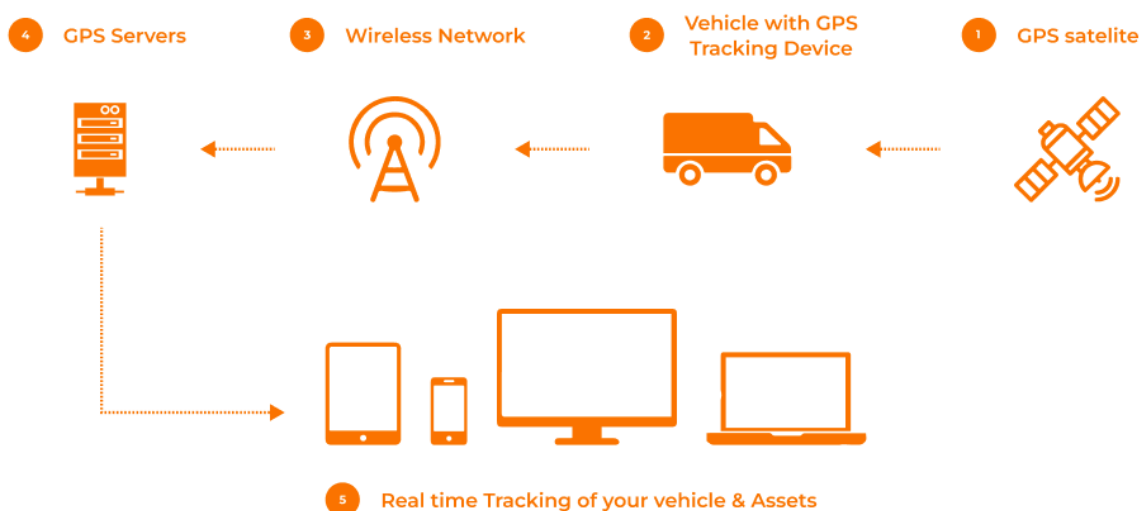 4 GPS Servers
3 Wireless Network
2 Vehicle with GPS
Tracking Device
1 GPS satelite
5 Real time Tracking of your vehicle & Assets